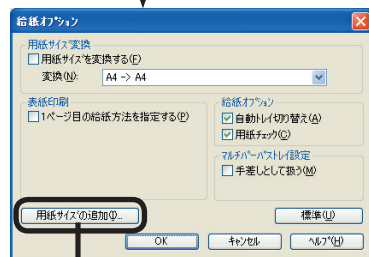 給紙オプション
用紙サイズ変換
用紙サイズを変換する(F)
変換(N): A4 -> A4
表紙印刷
1ページ目の給紙方法を指定する(P)
給紙オプション
自動トレイ切り替え(A)
用紙チェック(C)
マルチパーパストレイ設定
手差しとして扱う(M)
用紙サイズの追加(I)...
標準(U)
OK キャンセル ヘルプ(H)